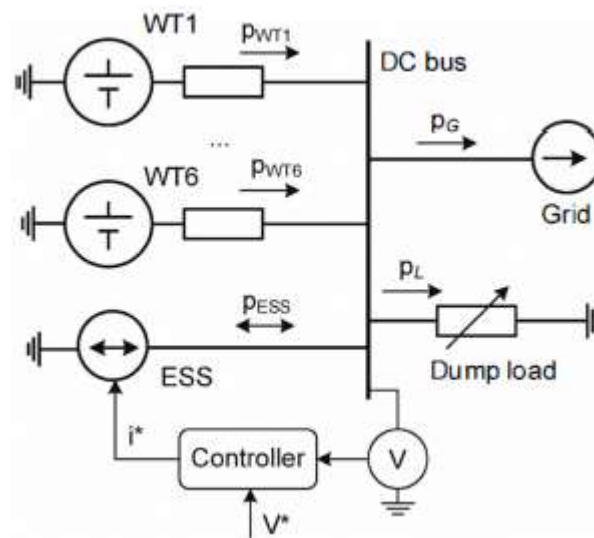 WT1
pWT1
DC bus
...
pG
WT6
pWT6
Grid
pL
pESS
ESS
Dump load
i*
Controller
V
V*